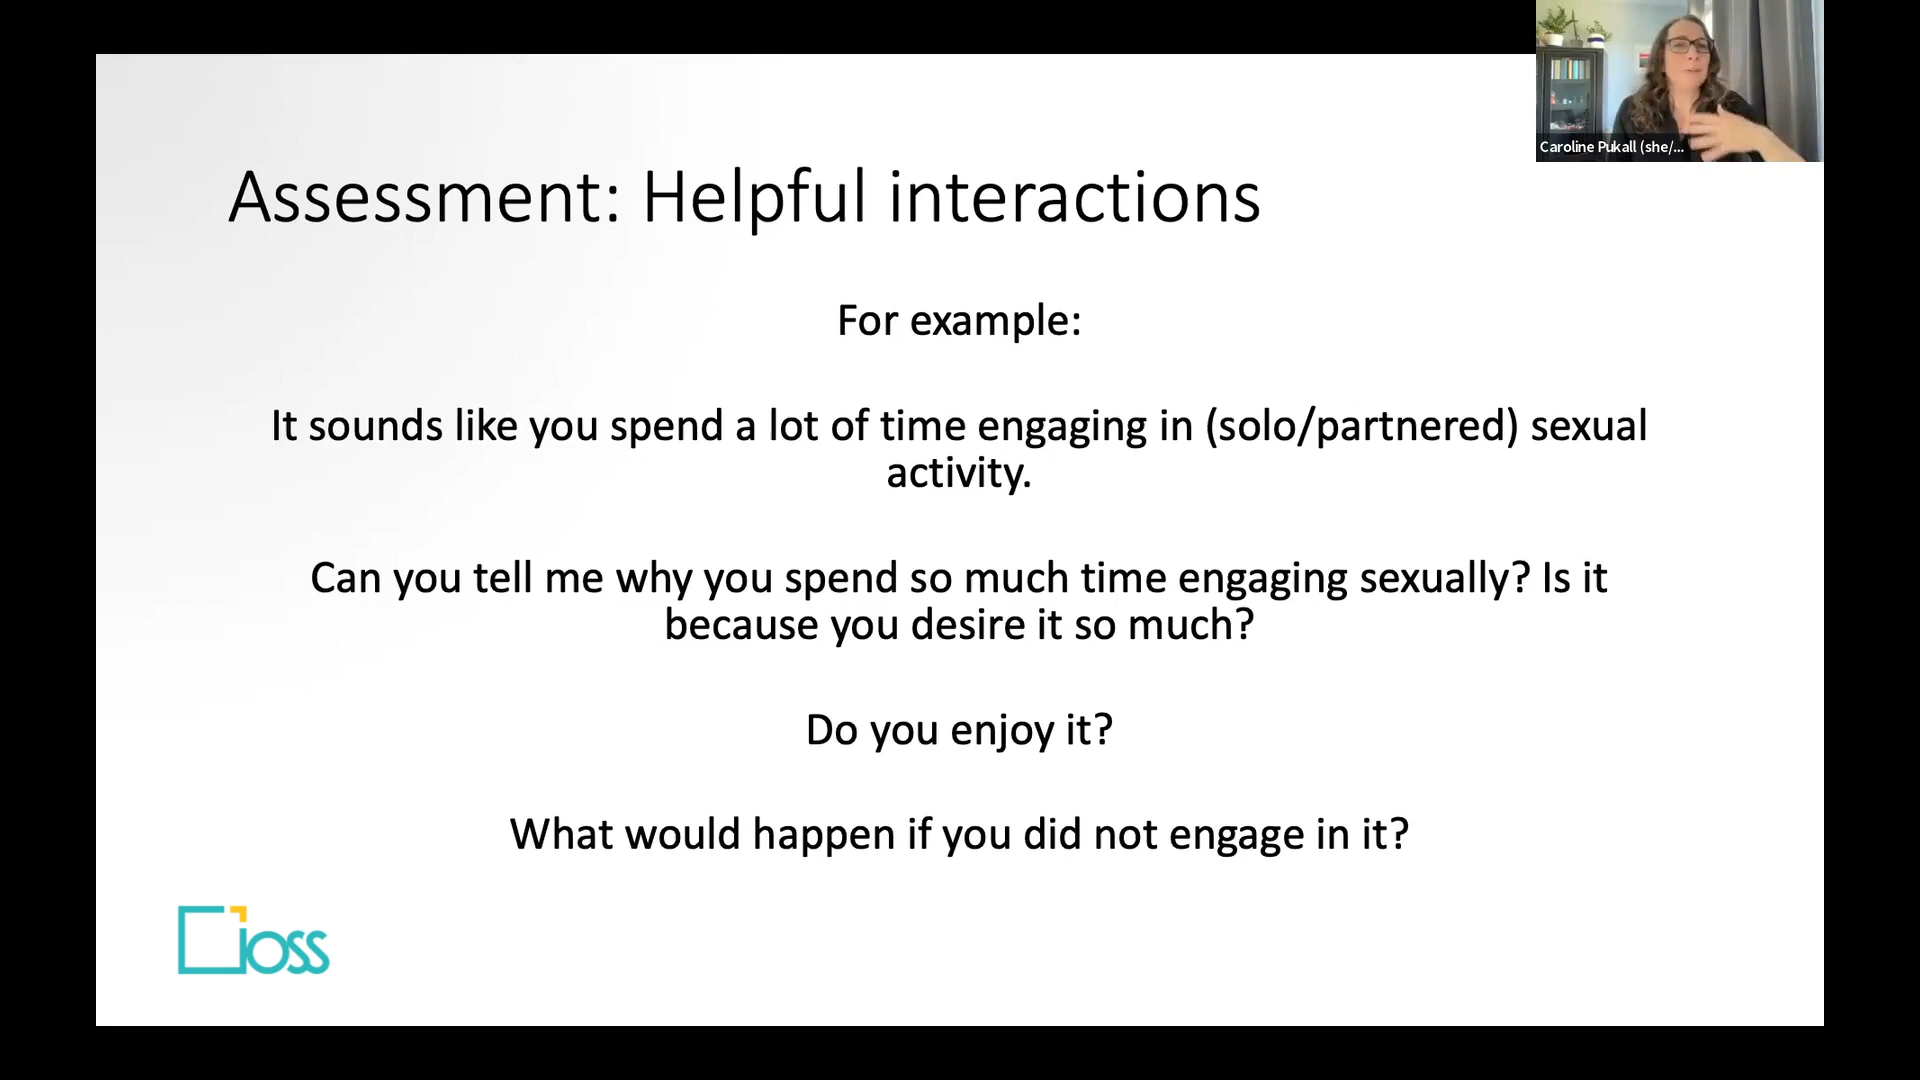 Caroline Pukall (she/...
Assessment: Helpful interactions
For example:
It sounds like you spend a lot of time engaging in (solo/partnered) sexual
activity.
Can you tell me why you spend so much time engaging sexually? Is it
because you desire it so much?
Do you enjoy it?
What would happen if you did not engage in it?
ioss